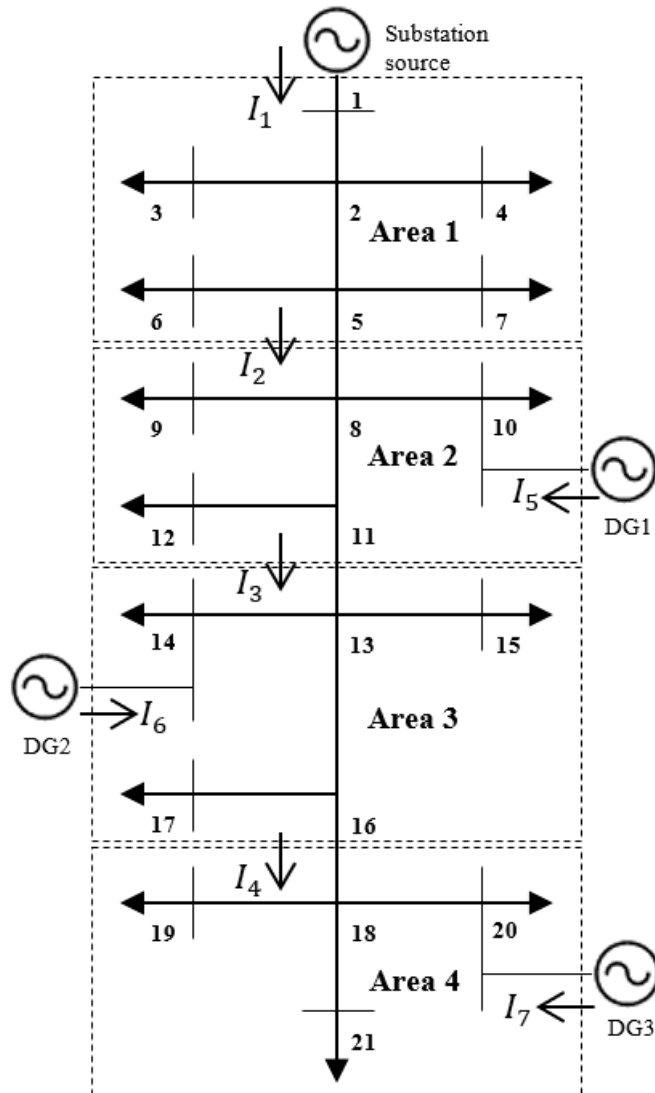 Substation
source
I₁
1
3
2
4
Area 1
6
5
7
I₂
9
8
10
Area 2
I₅
DG1
12
11
I₃
14
13
15
I₆
DG2
Area 3
17
16
I₄
19
18
20
Area 4
I₇
DG3
21